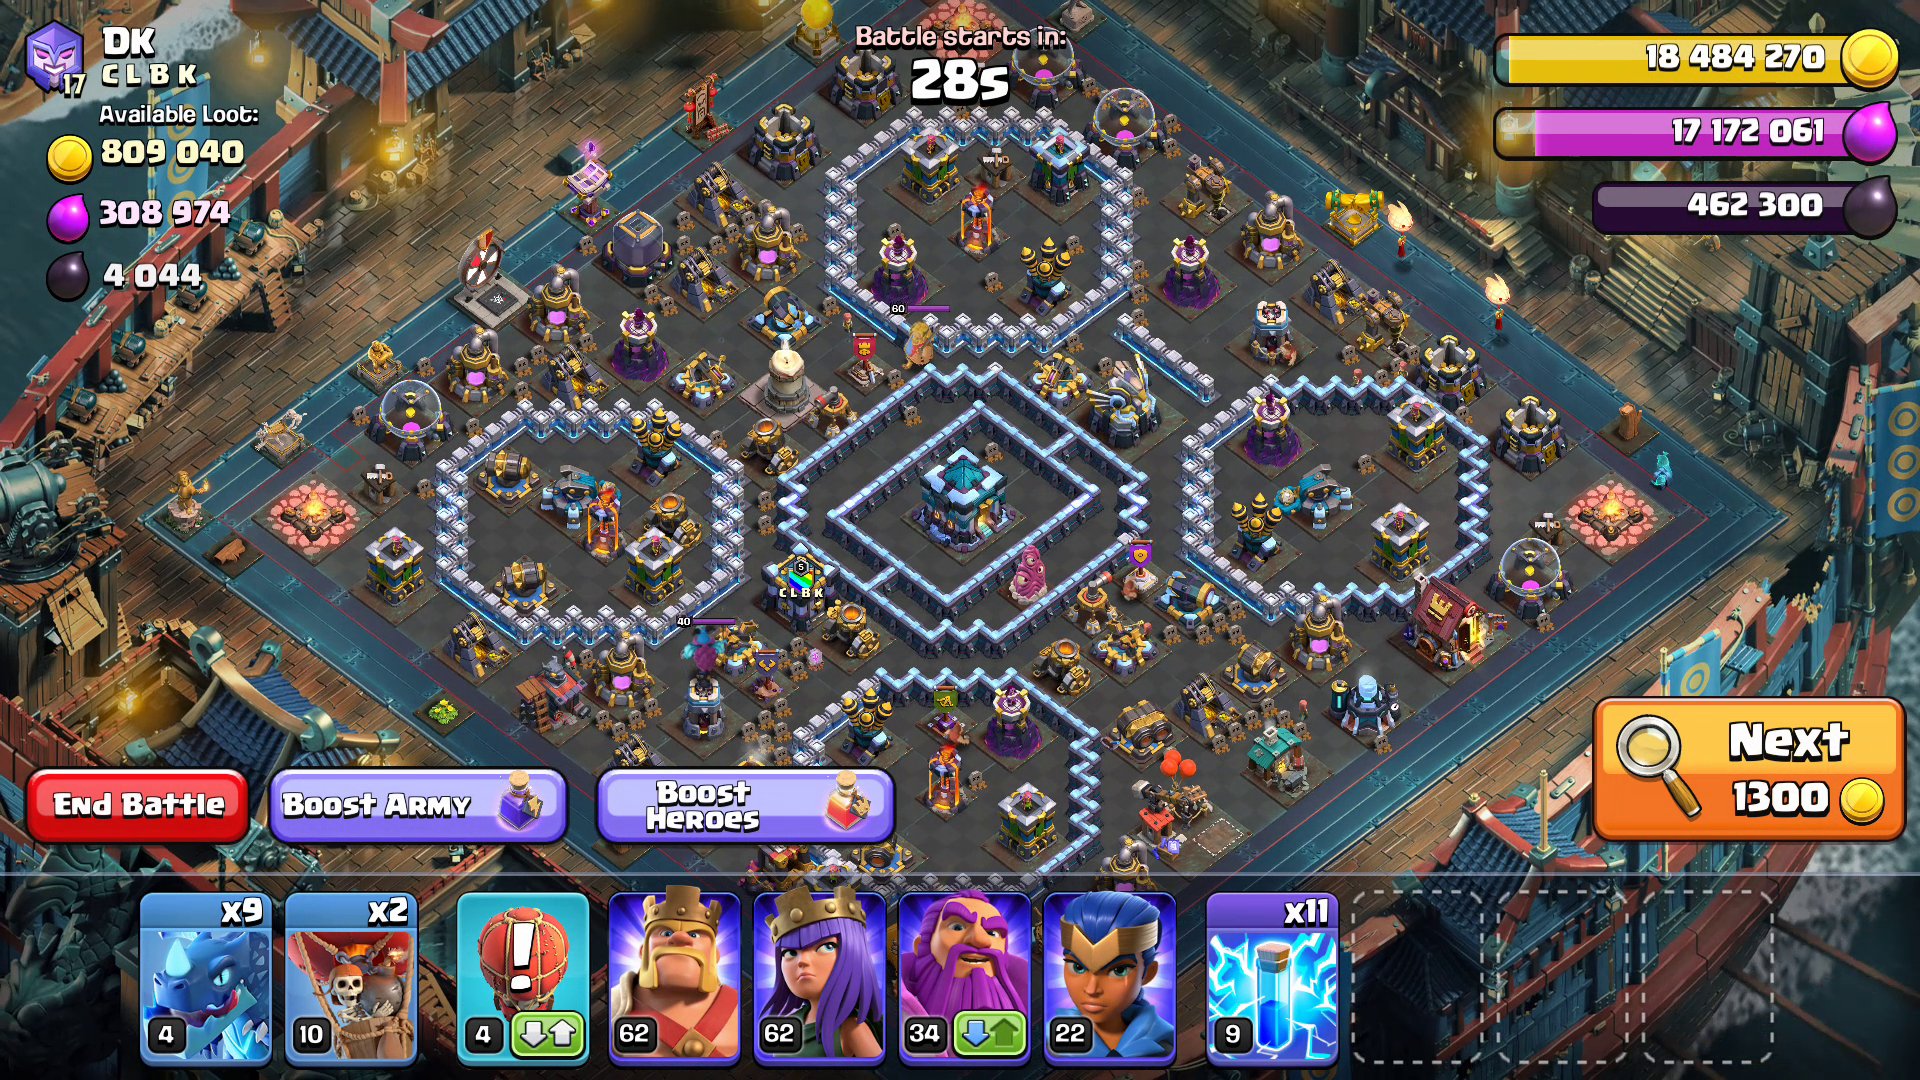 DK
17
C L B K
Available Loot:
809 040
308 974
4 044
Battle starts in:
28s
18 484 270
17 172 061
462 300
60
5
C L B K
40
End Battle
Boost Army
Boost
Heroes
Next
1300
x9
4
x2
10
!
4
62
62
34
22
x11
9